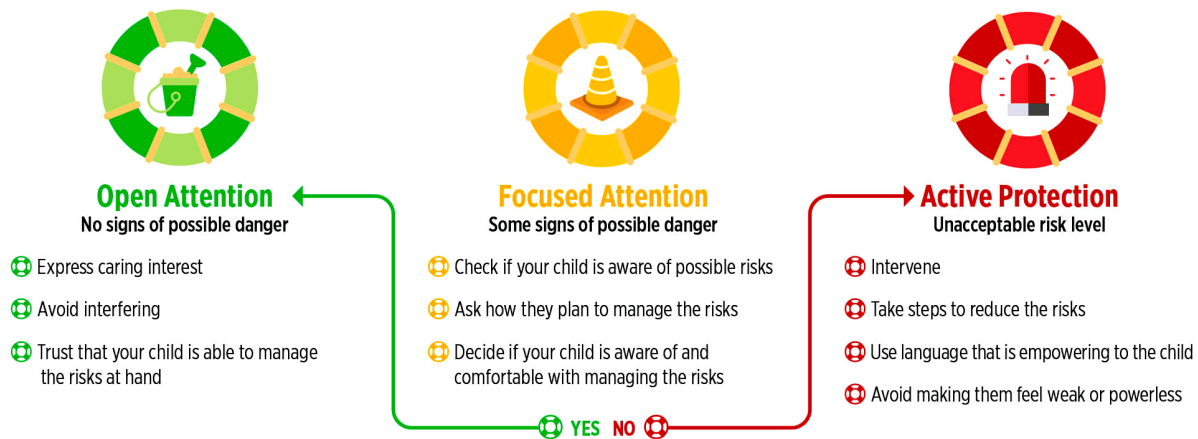 Open Attention
No signs of possible danger
Express caring interest
Avoid interfering
Trust that your child is able to manage
the risks at hand
Focused Attention
Some signs of possible danger
Check if your child is aware of possible risks
Ask how they plan to manage the risks
Decide if your child is aware of and
comfortable with managing the risks
YES NO
Active Protection
Unacceptable risk level
Intervene
Take steps to reduce the risks
Use language that is empowering to the child
Avoid making them feel weak or powerless